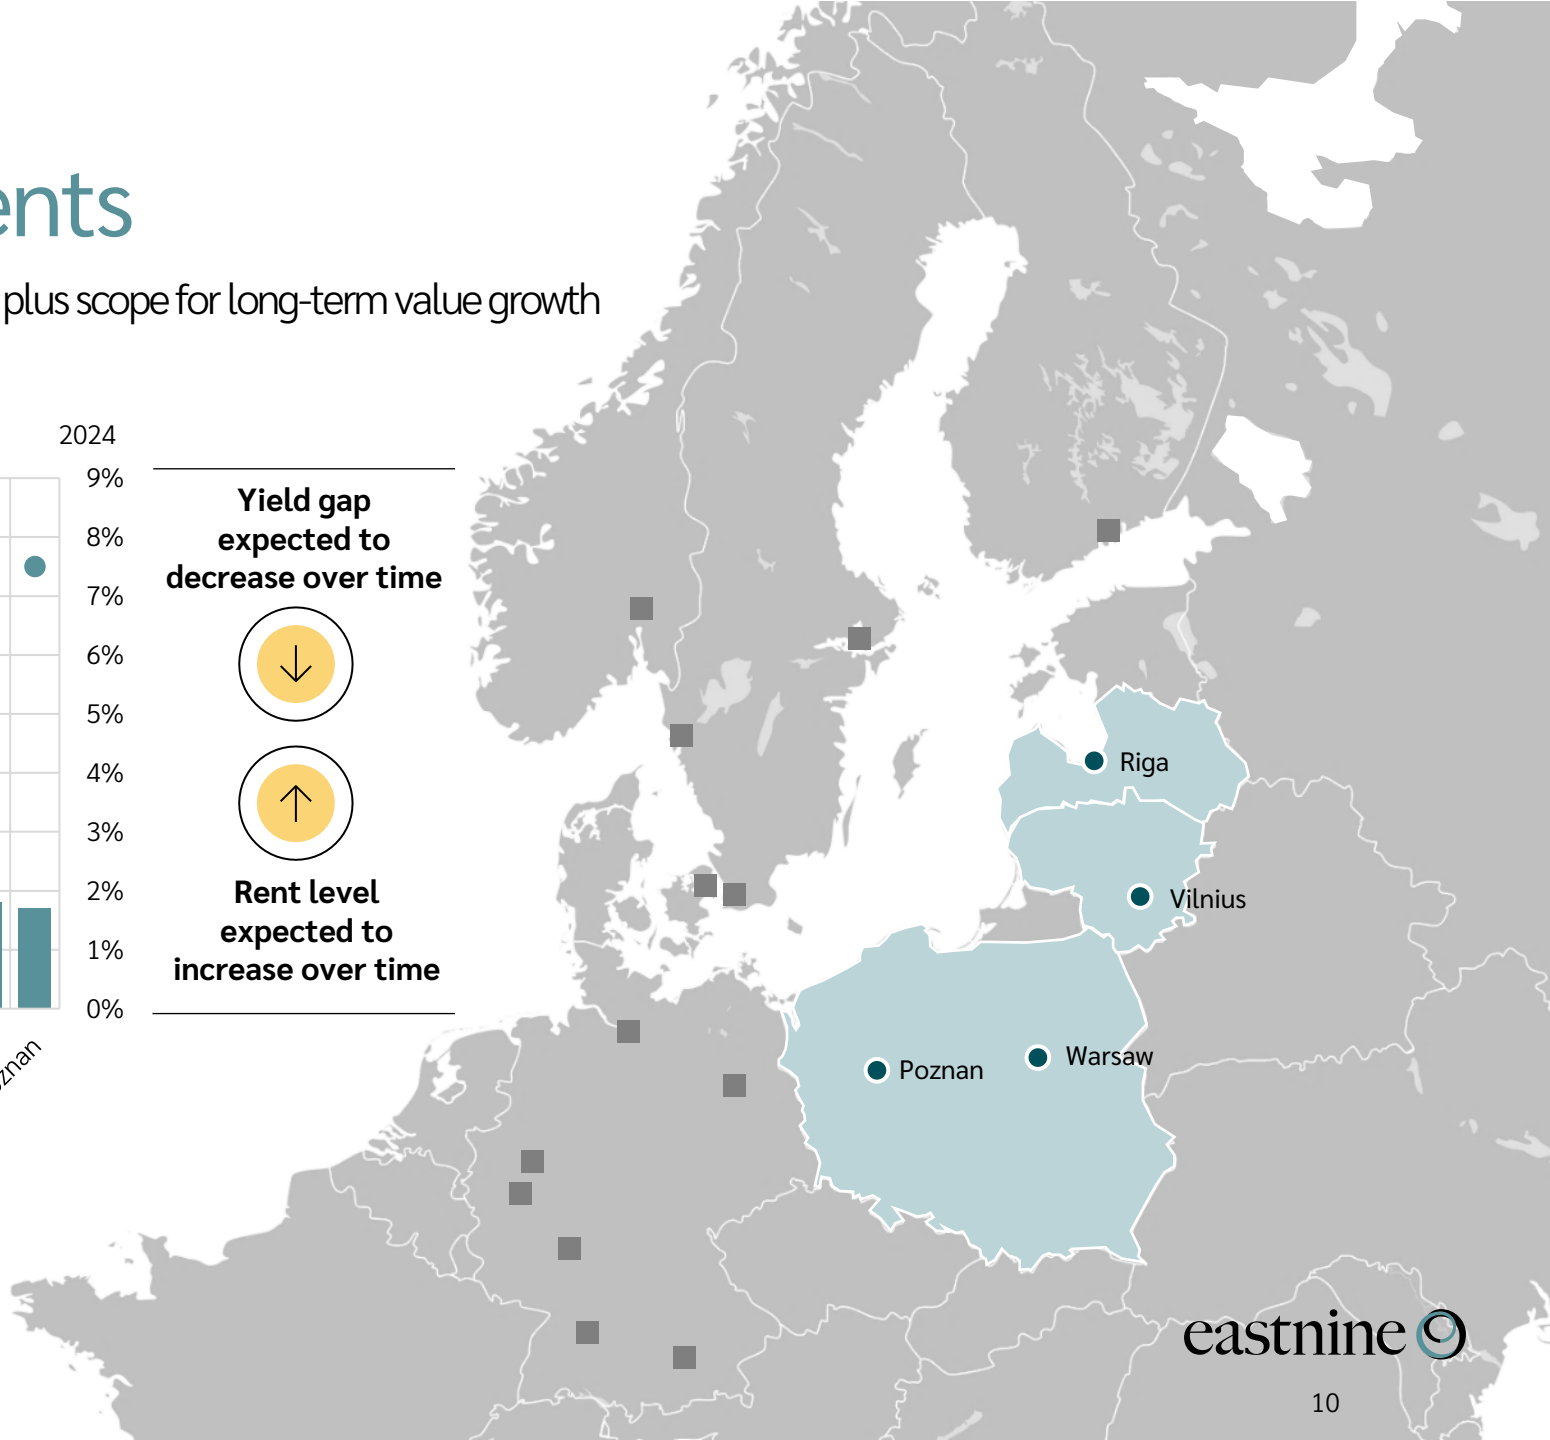 ents
plus scope for long-term value growth
2024
9%
8%
7%
6%
5%
4%
3%
2%
1%
0%
znan
Yield gap
expected to
decrease over time
Rent level
expected to
increase over time
Riga
Vilnius
Poznan
Warsaw
eastnine
10